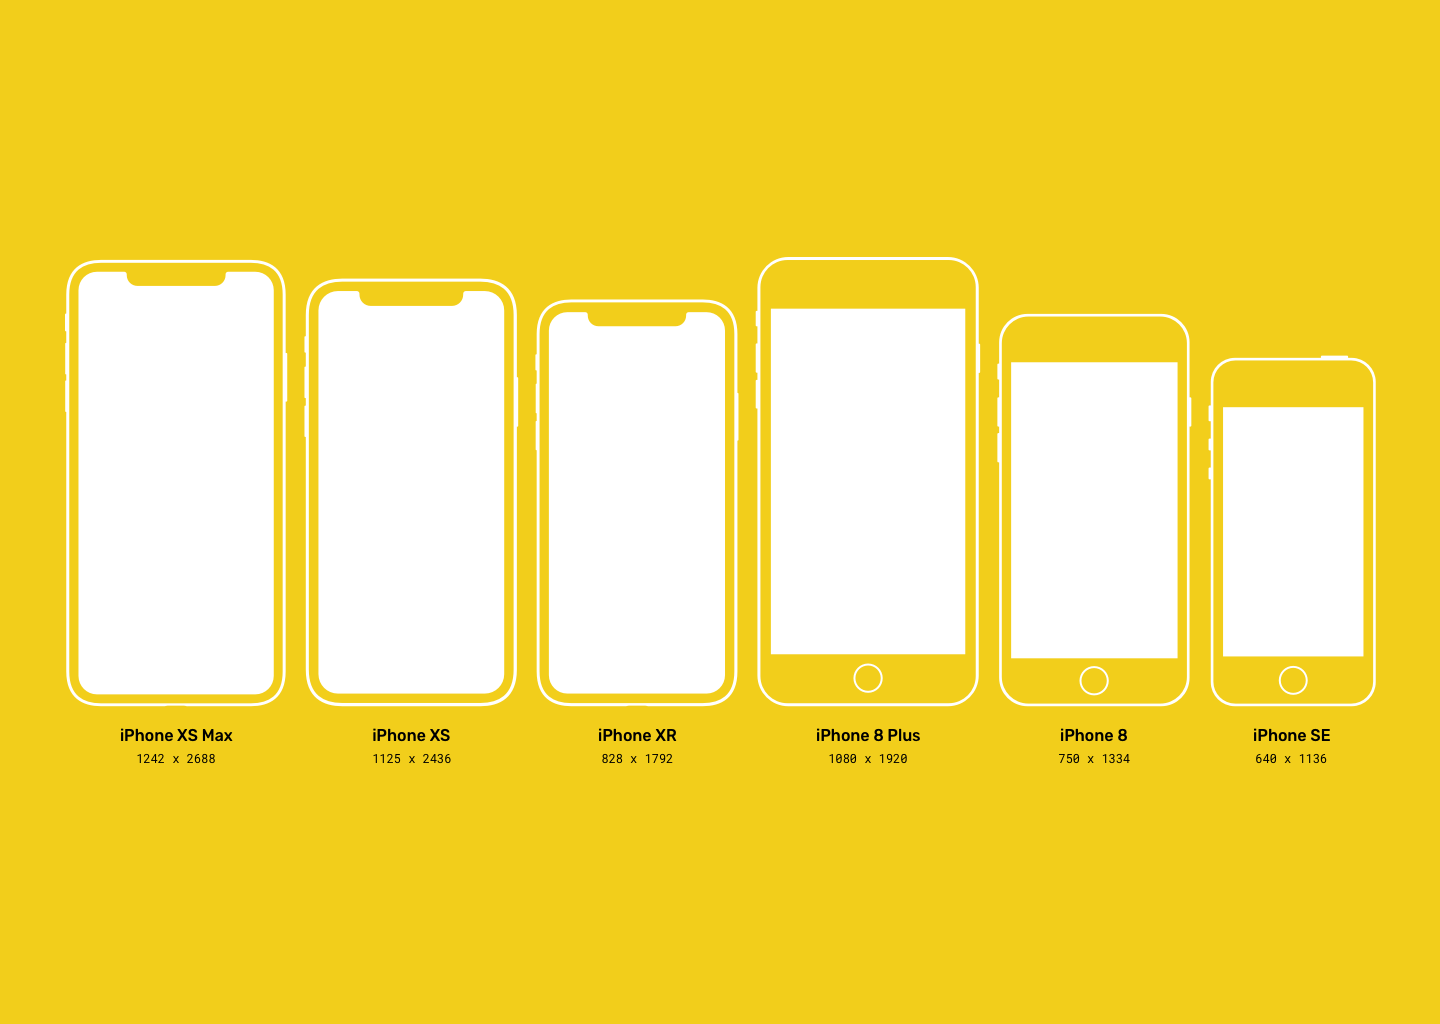 iPhone XS Max
1242 x 2688
iPhone XS
1125 x 2436
iPhone XR
828 x 1792
iPhone 8 Plus
1080 x 1920
iPhone 8
750 x 1334
iPhone SE
640 x 1136